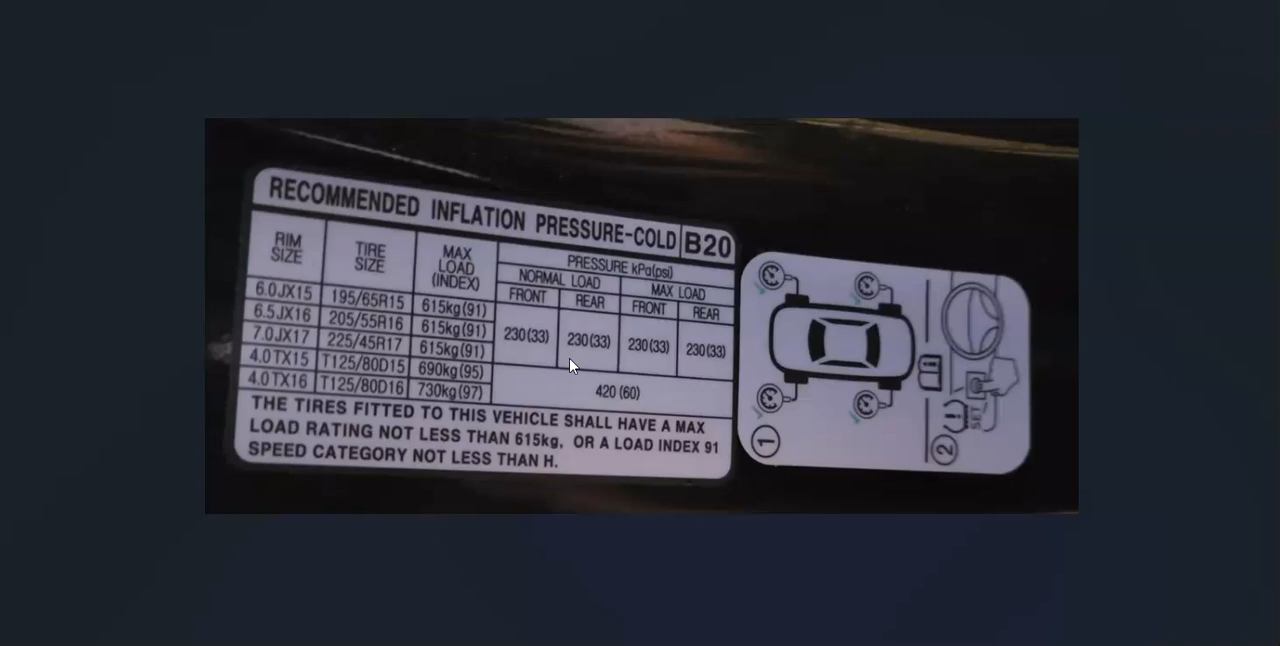 RECOMMENDED INFLATION PRESSURE-COLD B20
RIM SIZE TIRE SIZE MAX LOAD (INDEX) PRESSURE kPa(psi)
NORMAL LOAD MAX LOAD
FRONT REAR FRONT REAR
6.0JX15 195/65R15 615kg(91) 230(33) 230(33) 230(33) 230(33)
6.5JX16 205/55R16 615kg(91)
7.0JX17 225/45R17 615kg(91)
4.0TX15 T125/80D15 690kg(95) 420(60)
4.0TX16 T125/80D16 730kg(97)
THE TIRES FITTED TO THIS VEHICLE SHALL HAVE A MAX
LOAD RATING NOT LESS THAN 615kg, OR A LOAD INDEX 91
SPEED CATEGORY NOT LESS THAN H.
1
2
SET